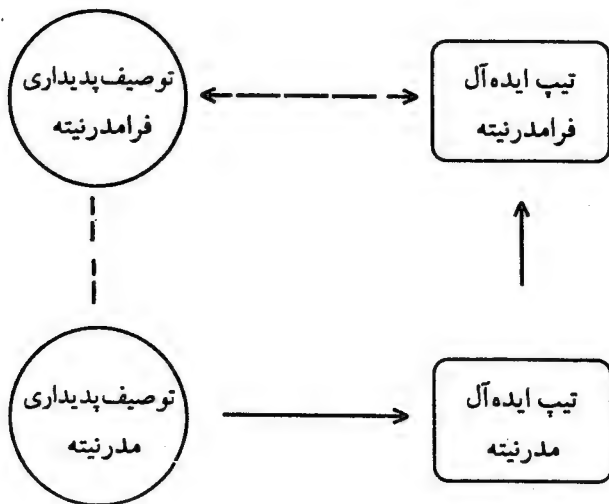 تیپ ایده‌آل
فرامدرنیته
توصیف‌پدیداری
فرامدرنیته
تیپ ایده‌آل
مدرنیته
توصیف‌پدیداری
مدرنیته